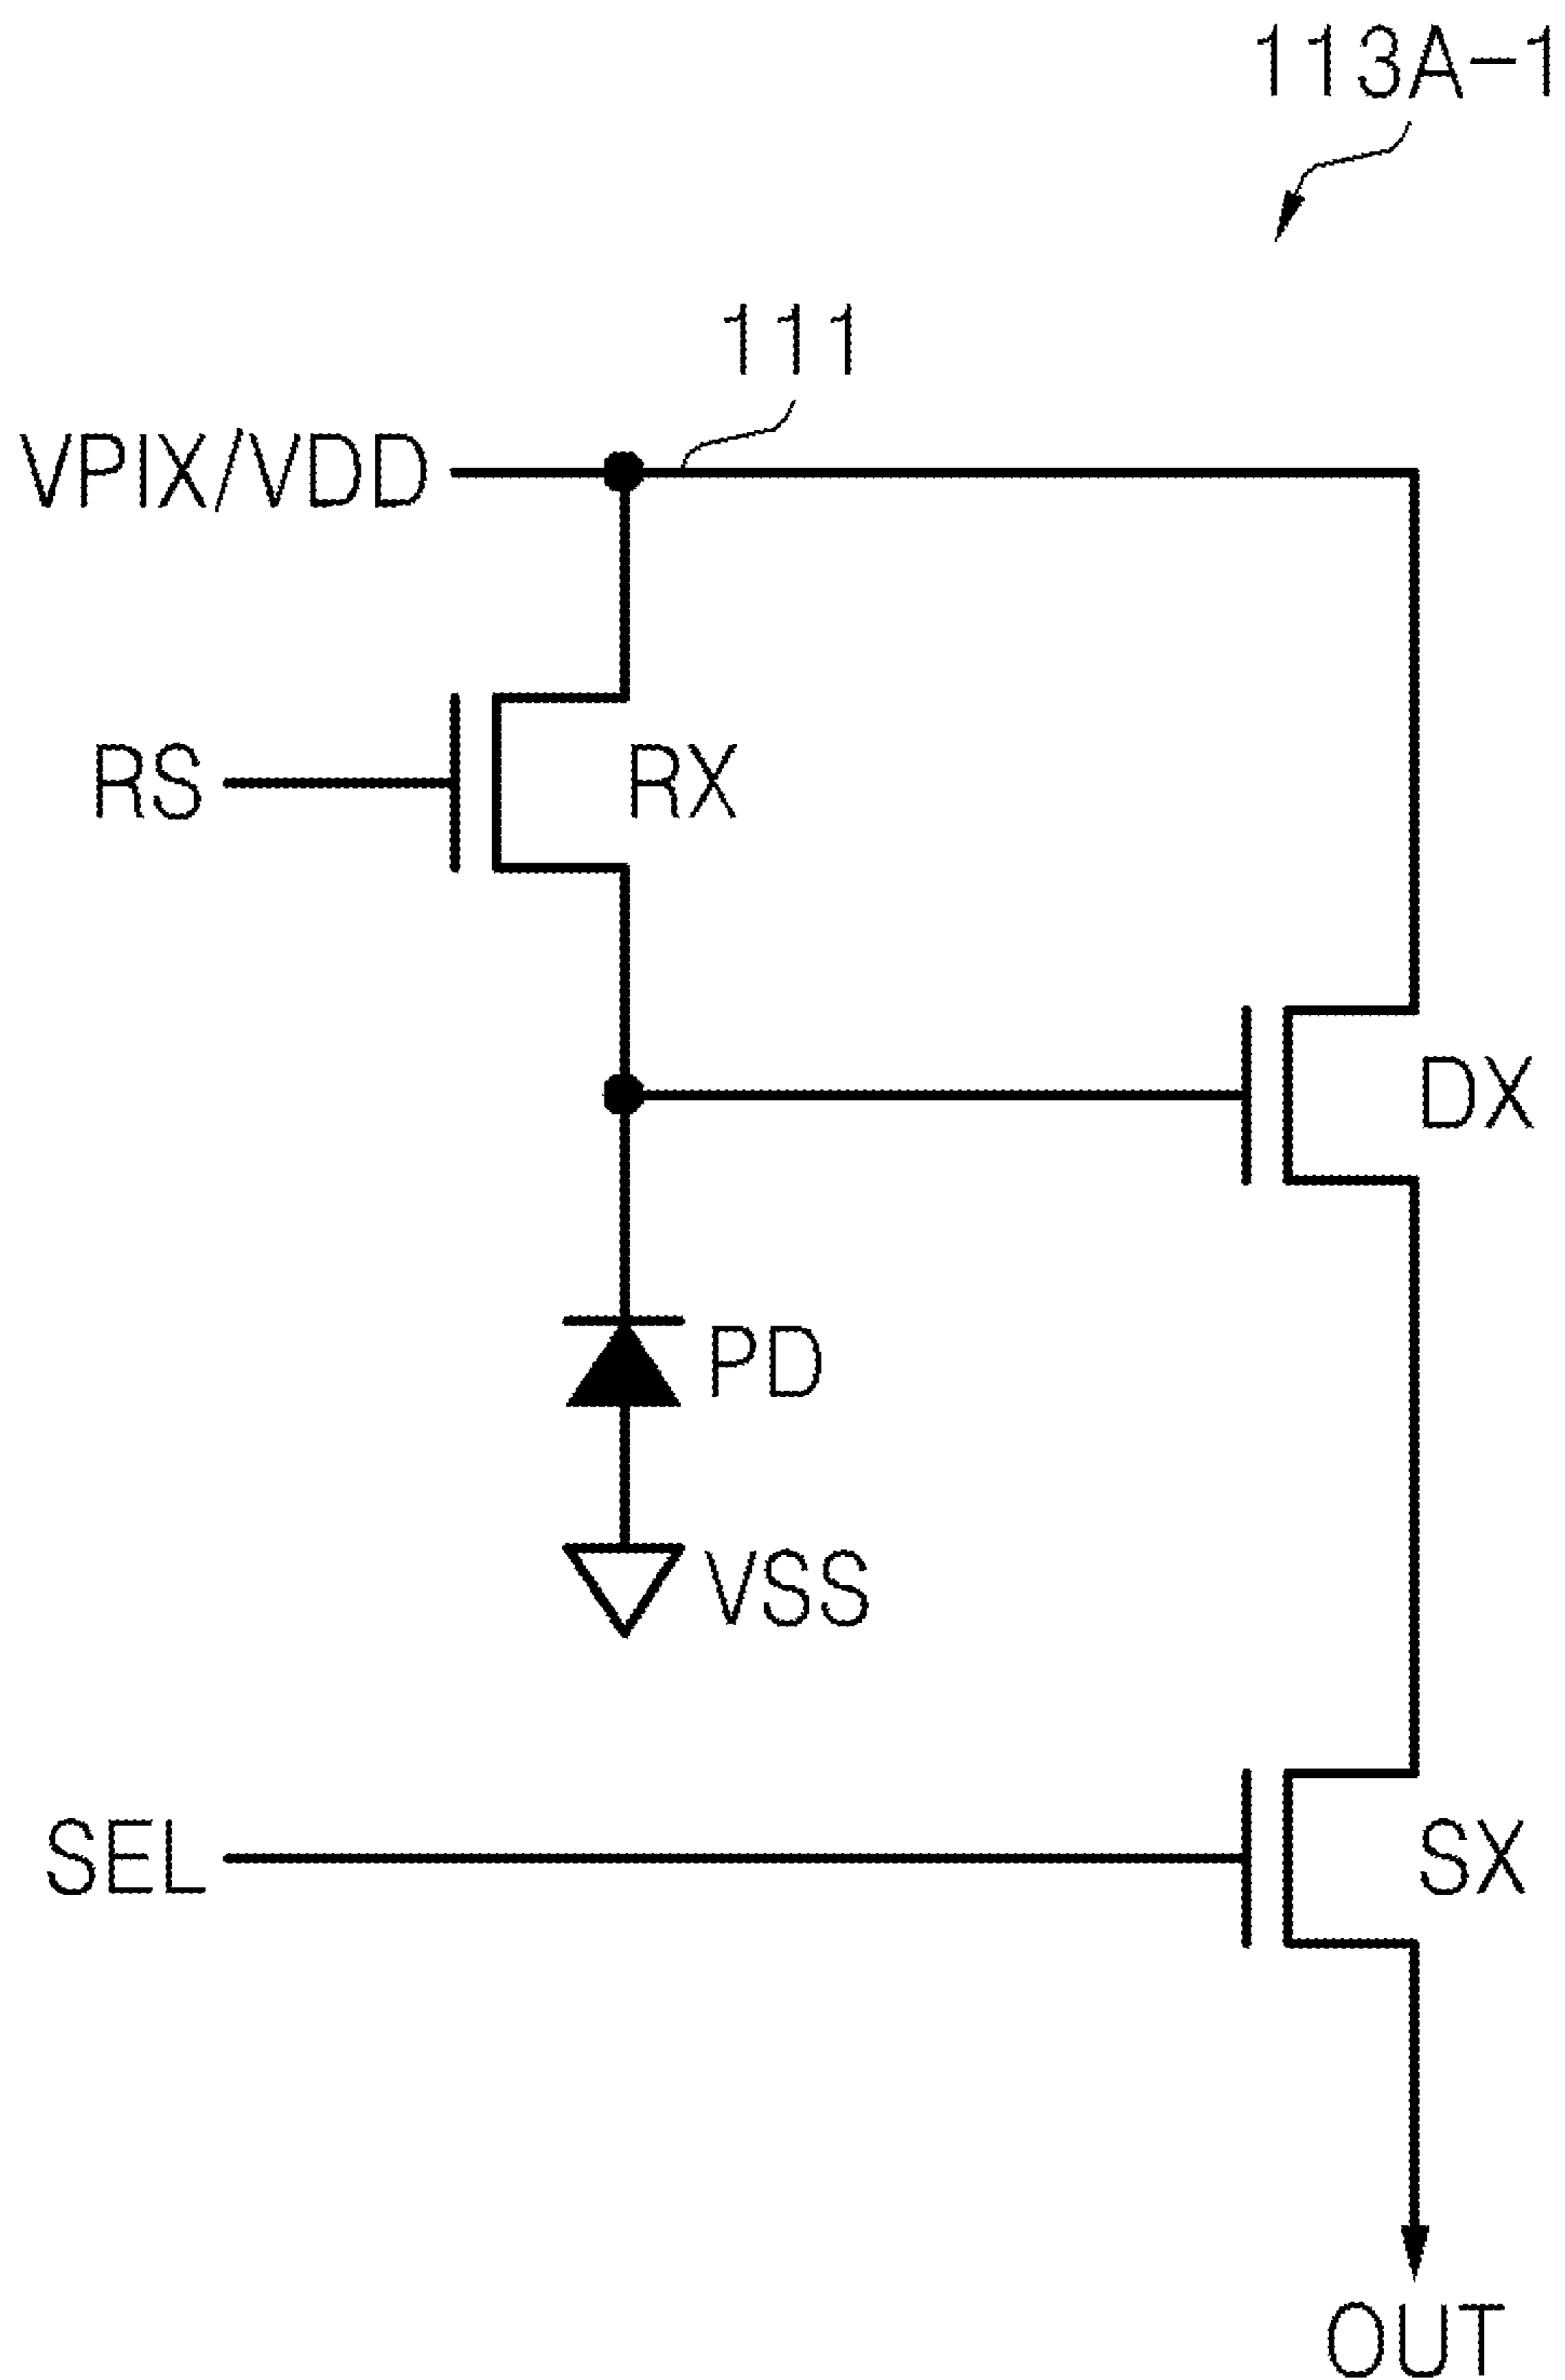 113A-1
111
VPIX/VDD
RS
RX
DX
PD
VSS
SEL
SX
OUT